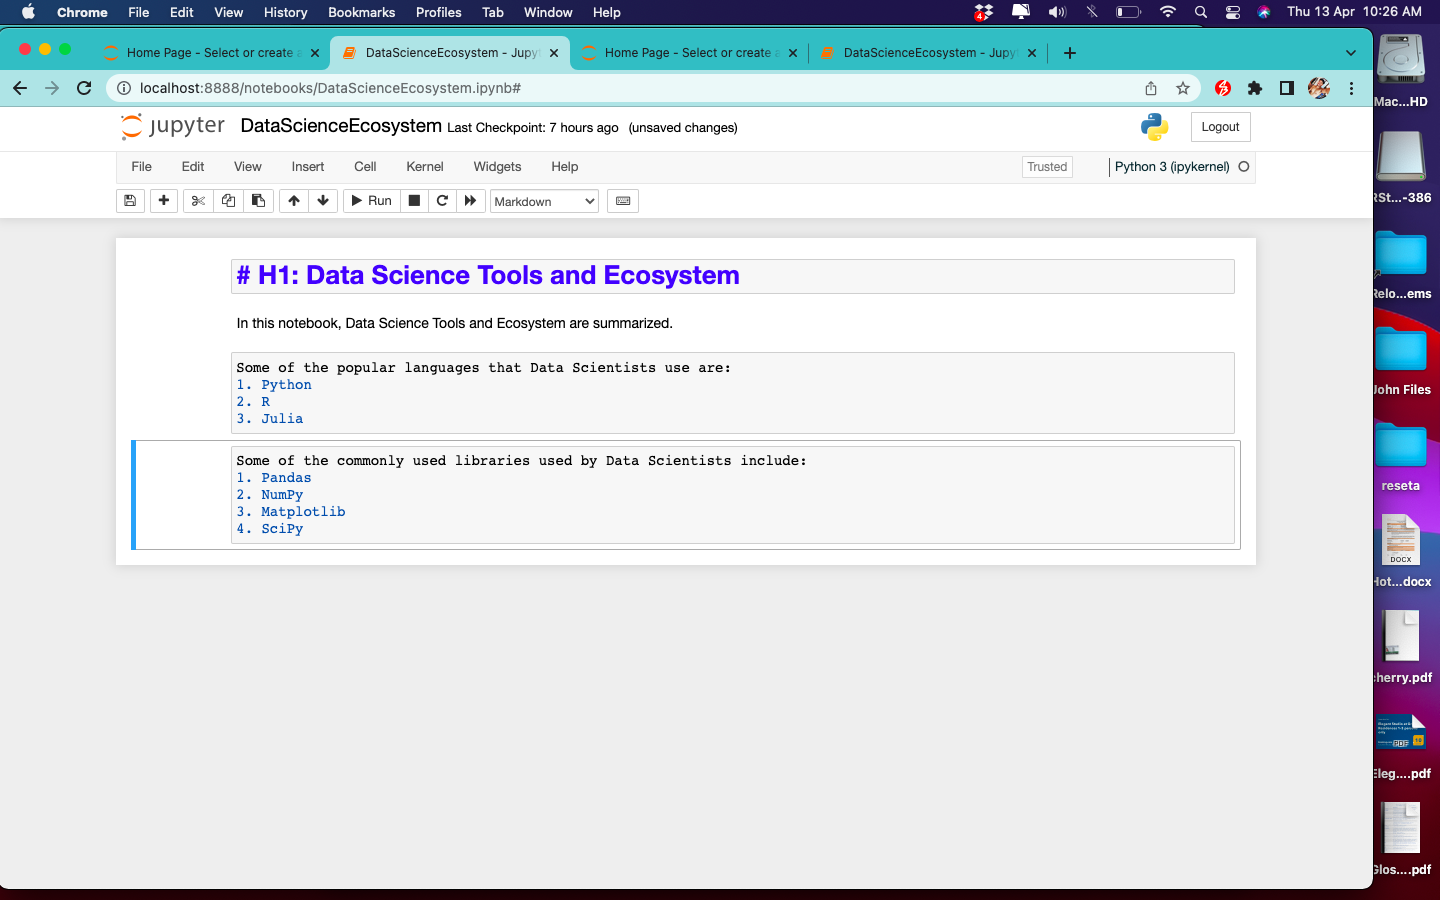 Chrome File Edit View History Bookmarks Profiles Tab Window Help 4 Thu 13 Apr 10:26 AM
Home Page - Select or create a DataScienceEcosystem - Jupyt Home Page - Select or create a DataScienceEcosystem - Jupyt
localhost:8888/notebooks/DataScienceEcosystem.ipynb#
jupyter DataScienceEcosystem Last Checkpoint: 7 hours ago (unsaved changes) Logout
File Edit View Insert Cell Kernel Widgets Help Trusted Python 3 (ipykernel)
Run Markdown
# H1: Data Science Tools and Ecosystem
In this notebook, Data Science Tools and Ecosystem are summarized.
Some of the popular languages that Data Scientists use are:
1. Python
2. R
3. Julia
Some of the commonly used libraries used by Data Scientists include:
1. Pandas
2. NumPy
3. Matplotlib
4. SciPy
Mac...HD
RSt...-386
Relo...ems
John Files
reseta
DOCX
Hot...docx
cherry.pdf
PDF
Eleg....pdf
Glos....pdf